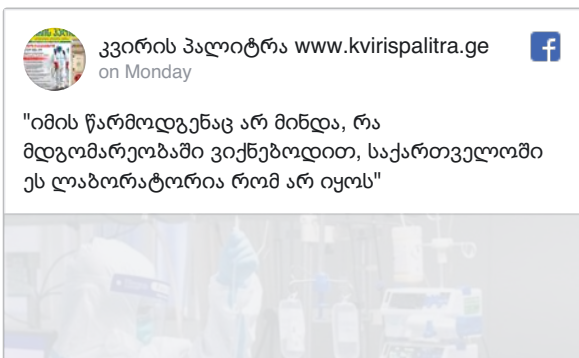 კვირის პალიტრა www.kvirispalitra.ge
on Monday
"იმის წარმოდგენაც არ მინდა, რა
მდგომარეობაში ვიქნებოდით, საქართველოში
ეს ლაბორატორია რომ არ იყოს"